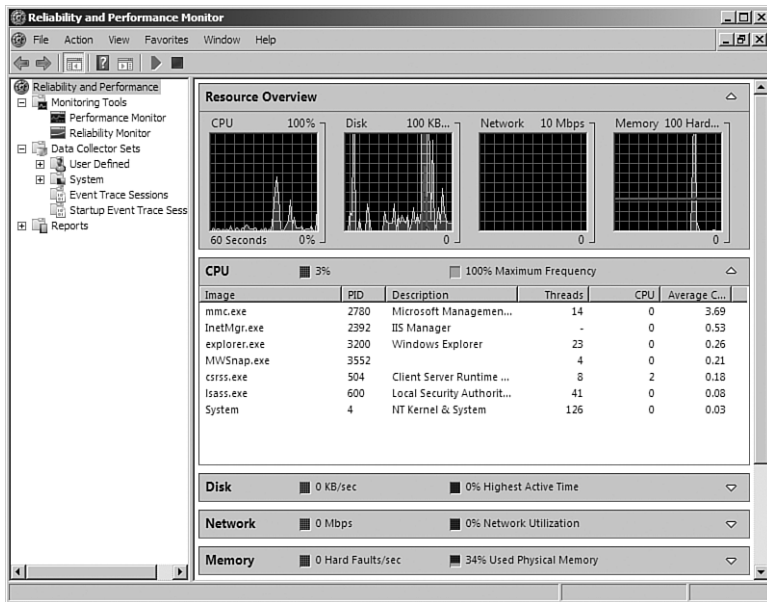 Reliability and Performance Monitor
File Action View Favorites Window Help
Reliability and Performance
Monitoring Tools
Performance Monitor
Reliability Monitor
Data Collector Sets
User Defined
System
Event Trace Sessions
Startup Event Trace Sess
Reports
Resource Overview
CPU 100%
60 Seconds 0%
Disk 100 KB...
0
Network 10 Mbps
0
Memory 100 Hard...
0
CPU 3% 100% Maximum Frequency
Image PID Description Threads CPU Average C...
mmc.exe 2780 Microsoft Managemen... 14 0 3.69
InetMgr.exe 2392 IIS Manager - 0 0.53
explorer.exe 3200 Windows Explorer 23 0 0.26
MWSnap.exe 3552 4 0 0.21
csrss.exe 504 Client Server Runtime ... 8 2 0.18
lsass.exe 600 Local Security Authorit... 41 0 0.08
System 4 NT Kernel & System 126 0 0.03
Disk 0 KB/sec 0% Highest Active Time
Network 0 Mbps 0% Network Utilization
Memory 0 Hard Faults/sec 34% Used Physical Memory